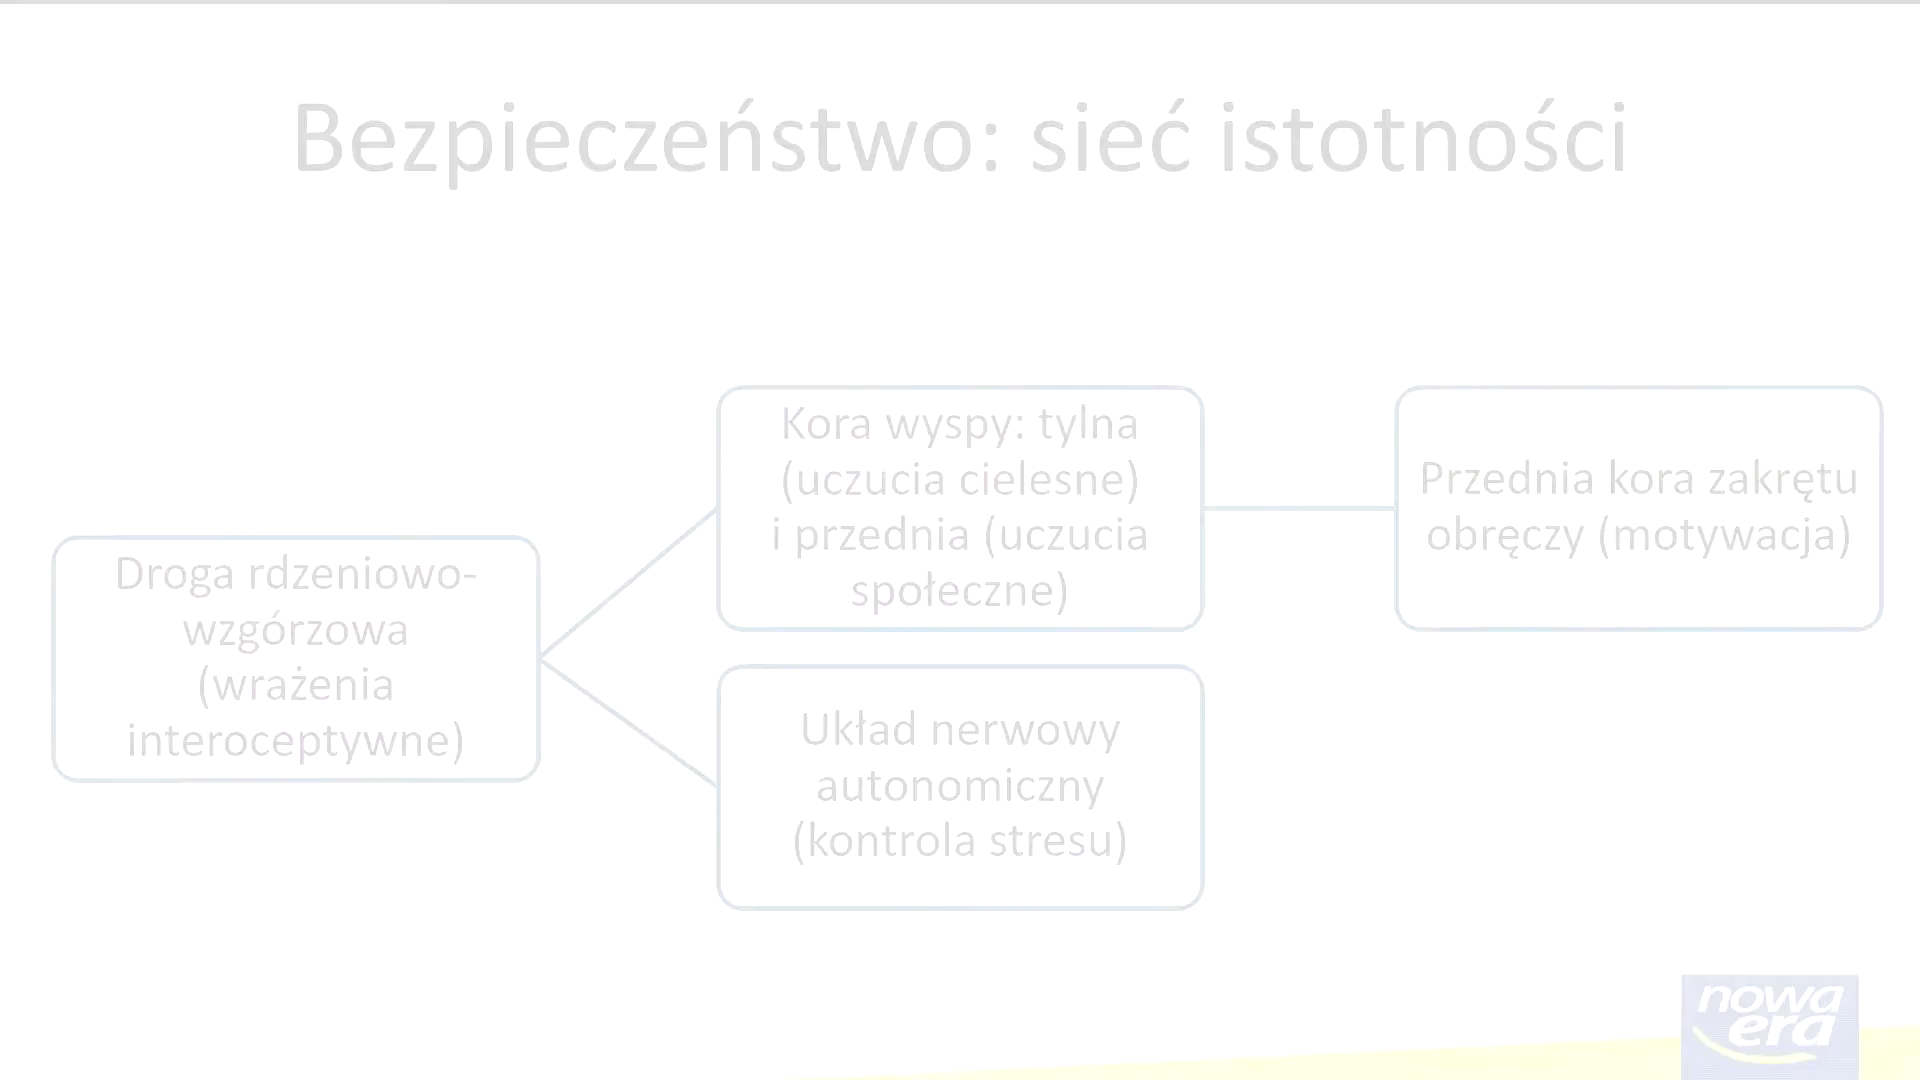 Bezpieczeństwo: sieć istotności
Droga rdzeniowo-
wzgórzowa
(wrażenia
interoceptywne)
Kora wyspy: tylna
(uczucia cielesne)
i przednia (uczucia
społeczne)
Układ nerwowy
autonomiczny
(kontrola stresu)
Przednia kora zakrętu
obręczy (motywacja)
nowa
era